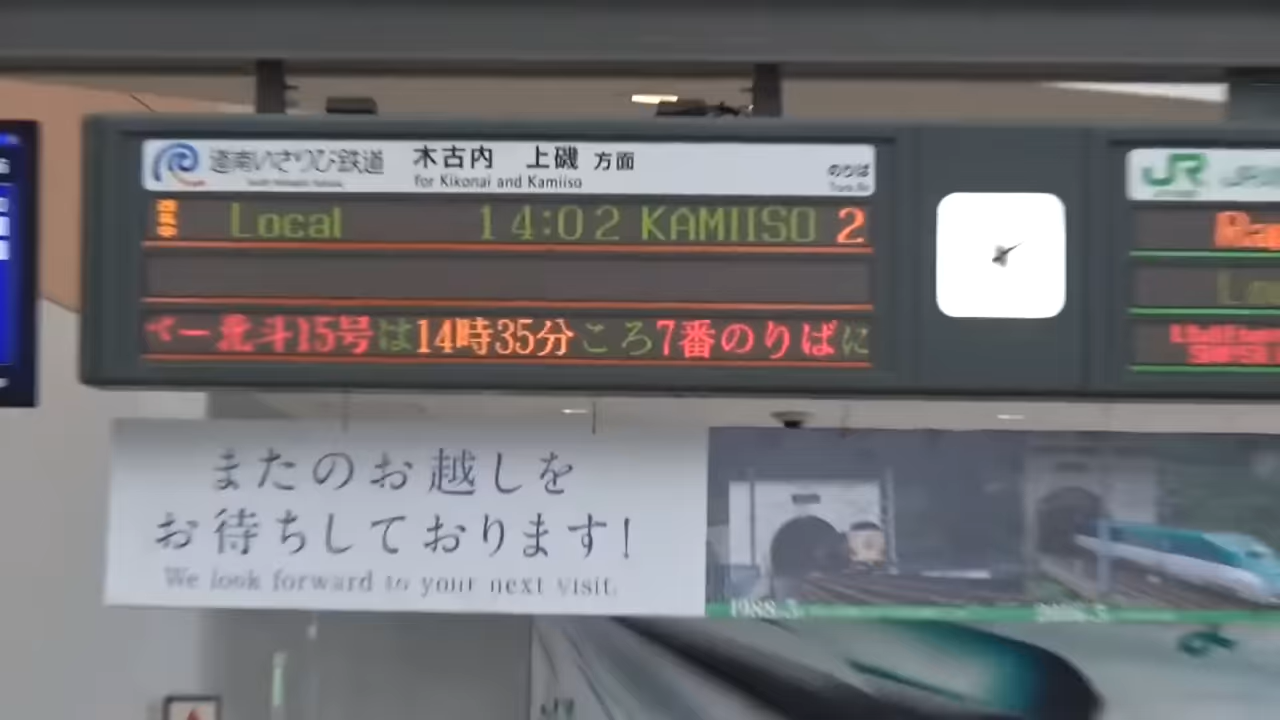 道南いさりび鉄道 木古内 上磯 方面 のりば
for Kikonai and Kamiiso
Local 14:02 KAMIISO 2
ベー北斗15号は14時35分ころ7番のりばに
JR
またのお越しを
お待ちしております!
We look forward to your next visit.
1988.3